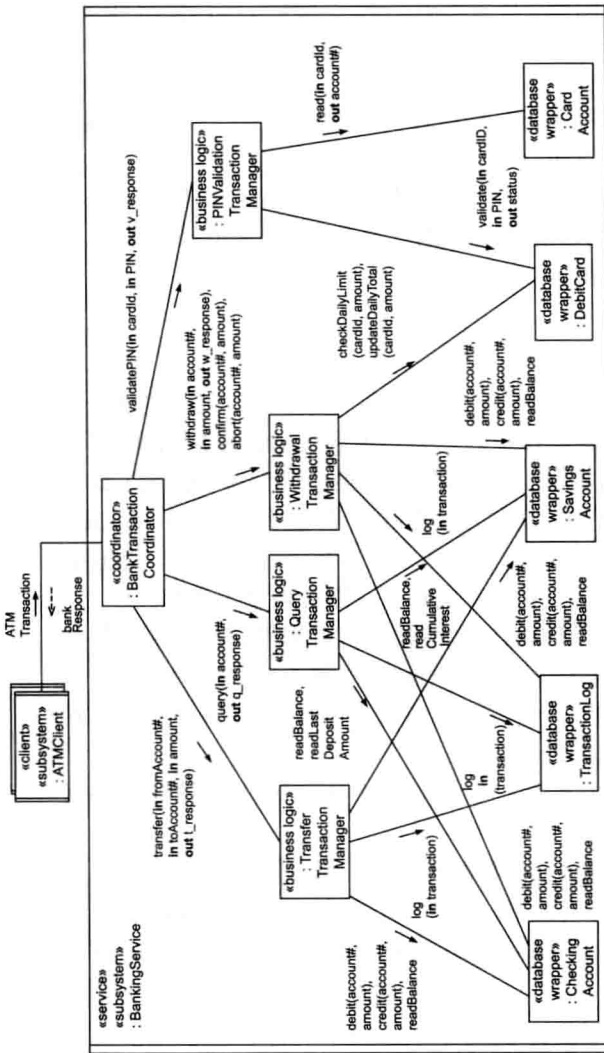 «client»
«subsystem»
: ATMClient
ATM
Transaction
bank
Response
«service»
«subsystem»
: BankingService
«coordinator»
: BankTransaction
Coordinator
transfer(in fromAccount#,
in toAccount#, in amount,
out t_response)
query(in account#,
out q_response)
withdraw(in account#,
in amount, out w_response),
confirm(account#, amount),
abort(account#, amount)
validatePIN(in cardId, in PIN, out v_response)
«business logic»
: Transfer
Transaction
Manager
«business logic»
: Query
Transaction
Manager
«business logic»
: Withdrawal
Transaction
Manager
«business logic»
: PINValidation
Transaction
Manager
debit(account#,
amount),
credit(account#,
amount),
readBalance
log
(in transaction)
readBalance,
readLast
Deposit
Amount
log
in
(transaction)
readBalance,
read
Cumulative
Interest
log
(in transaction)
checkDailyLimit
(cardId, amount),
updateDailyTotal
(cardId, amount)
read(in cardId,
out account#)
debit(account#,
amount),
credit(account#,
amount),
readBalance
debit(account#,
amount),
credit(account#,
amount),
readBalance
debit(account#,
amount),
credit(account#,
amount),
readBalance
validate(in cardID,
in PIN,
out status)
«database
wrapper»
: Checking
Account
«database
wrapper»
: TransactionLog
«database
wrapper»
: Savings
Account
«database
wrapper»
: DebitCard
«database
wrapper»
: Card
Account